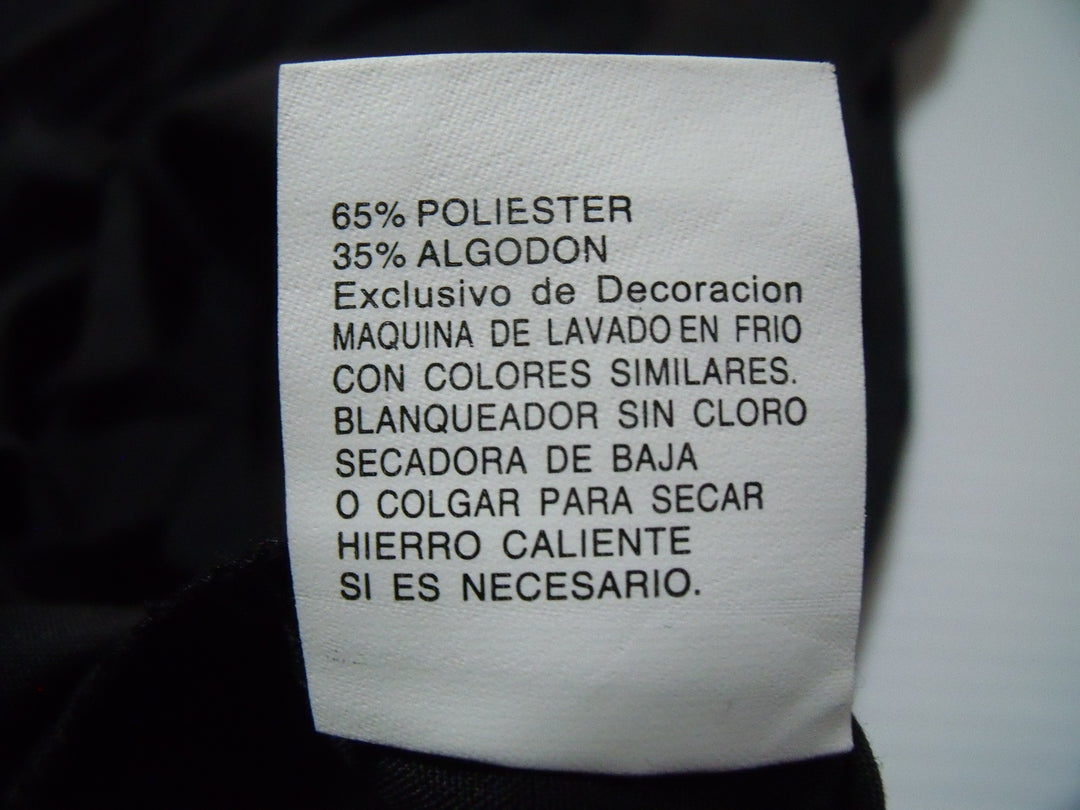 65% POLIESTER
35% ALGODON
Exclusivo de Decoracion
MAQUINA DE LAVADO EN FRIO
CON COLORES SIMILARES.
BLANQUEADOR SIN CLORO
SECADORA DE BAJA
O COLGAR PARA SECAR
HIERRO CALIENTE
SI ES NECESARIO.